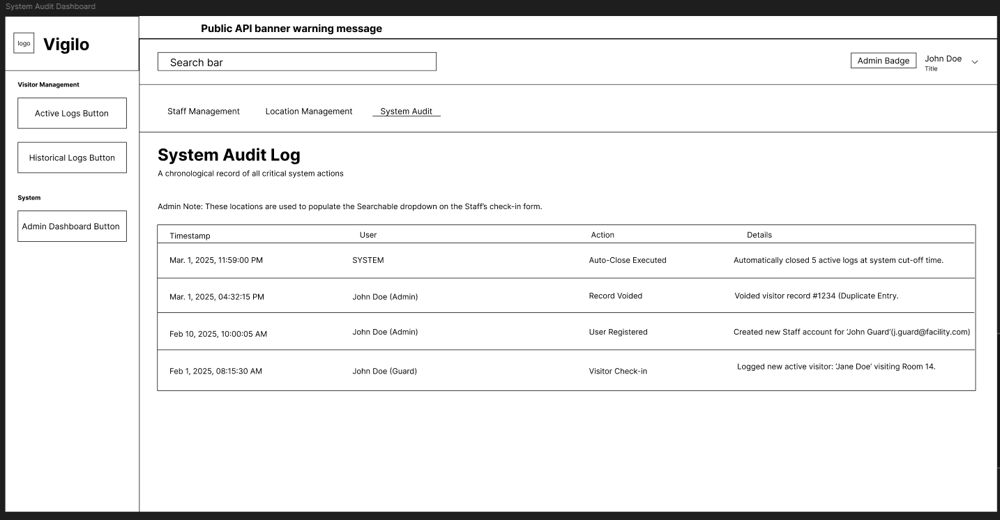 System Audit Dashboard
Public API banner warning message
logo
Vigilo
Search bar
Admin Badge
John Doe
Title
Visitor Management
Active Logs Button
Historical Logs Button
System
Admin Dashboard Button
Staff Management
Location Management
System Audit
System Audit Log
A chronological record of all critical system actions
Admin Note: These locations are used to populate the Searchable dropdown on the Staff’s check-in form.
Timestamp User Action Details
Mar. 1, 2025, 11:59:00 PM SYSTEM Auto-Close Executed Automatically closed 5 active logs at system cut-off time.
Mar. 1, 2025, 04:32:15 PM John Doe (Admin) Record Voided Voided visitor record #1234 (Duplicate Entry.
Feb 10, 2025, 10:00:05 AM John Doe (Admin) User Registered Created new Staff account for ‘John Guard’(j.guard@facility.com)
Feb 1, 2025, 08:15:30 AM John Doe (Guard) Visitor Check-in Logged new active visitor: ‘Jane Doe’ visiting Room 14.